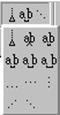 ab ⋱
ab ab
ab ab ab
… ⋯ ⋮
⋰ ⋱